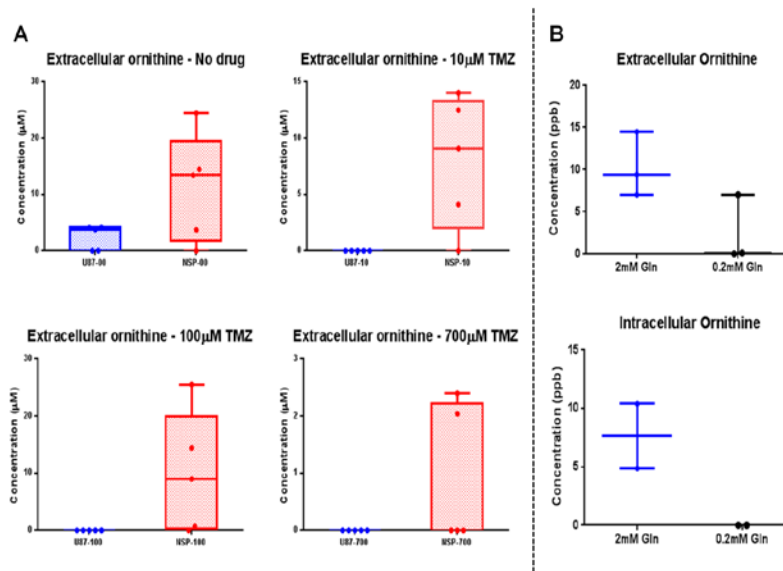 A
Extracellular ornithine - No drug
Concentration (µM)
30
20
10
0
U87-00
NSP-00
Extracellular ornithine - 10µM TMZ
Concentration (µM)
15
10
5
0
U87-10
NSP-10
Extracellular ornithine - 100µM TMZ
Concentration (µM)
30
20
10
0
U87-100
NSP-100
Extracellular ornithine - 700µM TMZ
Concentration (µM)
3
2
1
0
U87-700
NSP-700
B
Extracellular Ornithine
Concentration (ppb)
20
15
10
5
0
2mM Gln
0.2mM Gln
Intracellular Ornithine
Concentration (ppb)
15
10
5
0
2mM Gln
0.2mM Gln